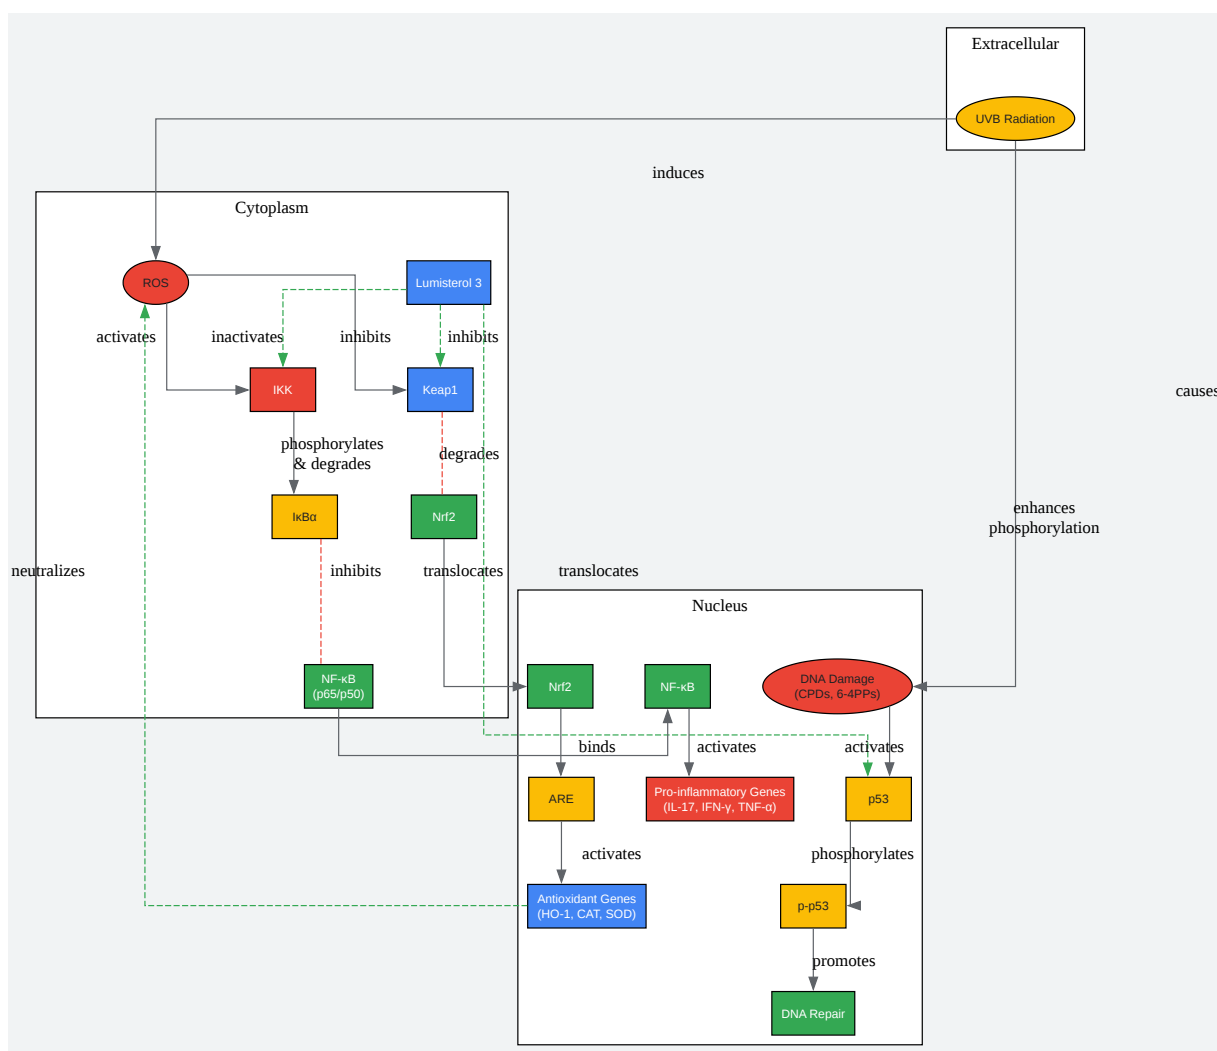 Extracellular
UVB Radiation
induces
Cytoplasm
ROS
Lumisterol 3
activates
inactivates
inhibits
inhibits
IKK
Keap1
causes
phosphorylates
& degrades
degrades
IκBα
Nrf2
enhances
phosphorylation
neutralizes
inhibits
translocates
translocates
Nucleus
NF-κB
(p65/p50)
Nrf2
NF-κB
DNA Damage
(CPDs, 6-4PPs)
binds
activates
activates
ARE
Pro-inflammatory Genes
(IL-17, IFN-γ, TNF-α)
p53
activates
phosphorylates
Antioxidant Genes
(HO-1, CAT, SOD)
p-p53
promotes
DNA Repair